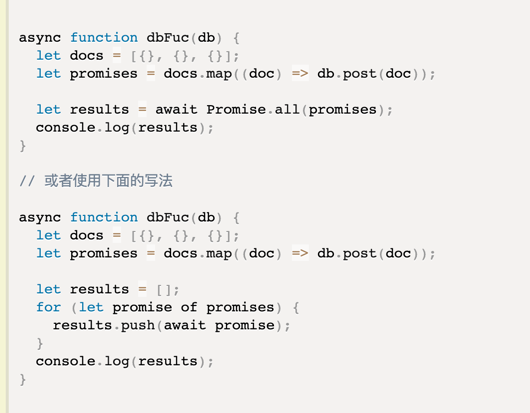 async function dbFuc(db) {
  let docs = [{}, {}, {}];
  let promises = docs.map((doc) => db.post(doc));

  let results = await Promise.all(promises);
  console.log(results);
}

// 或者使用下面的写法

async function dbFuc(db) {
  let docs = [{}, {}, {}];
  let promises = docs.map((doc) => db.post(doc));

  let results = [];
  for (let promise of promises) {
    results.push(await promise);
  }
  console.log(results);
}